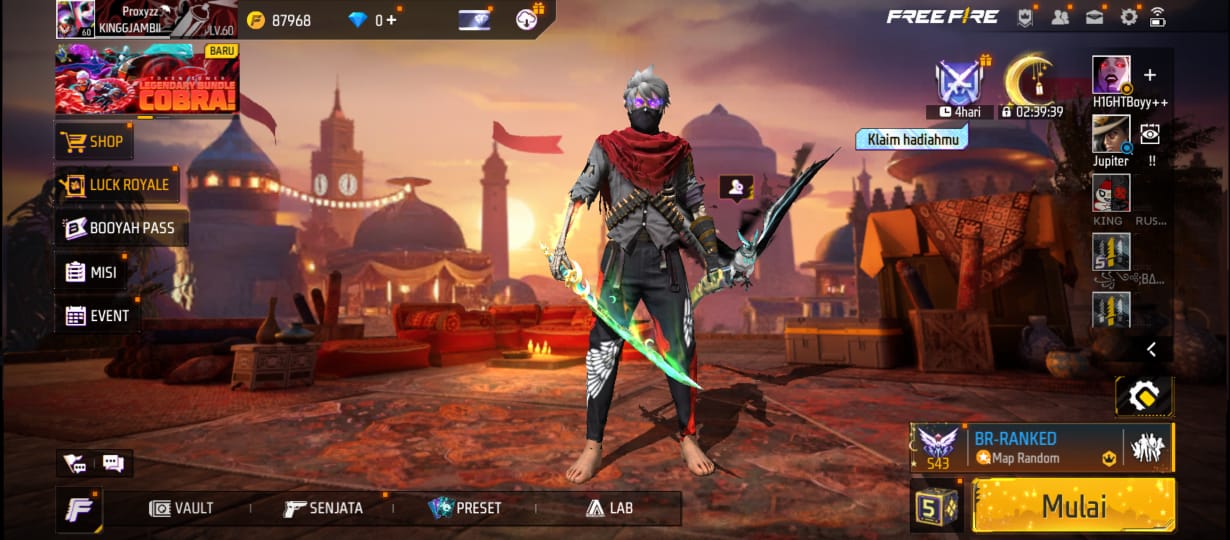 Proxyzz
KINGGJAMBII
60
LV.60
87968
0 +
FREE FIRE
BARU
TOKEN TOWER
LEGENDARY BUNDLE
COBRA!
SHOP
LUCK ROYALE
BOOYAH PASS
MISI
EVENT
4hari
02:39:39
Klaim hadiahmu
H1GHTBoyy++
Jupiter !!
KING RUS...
5
BR-RANKED
Map Random
S43
VAULT
SENJATA
PRESET
LAB
5
Mulai